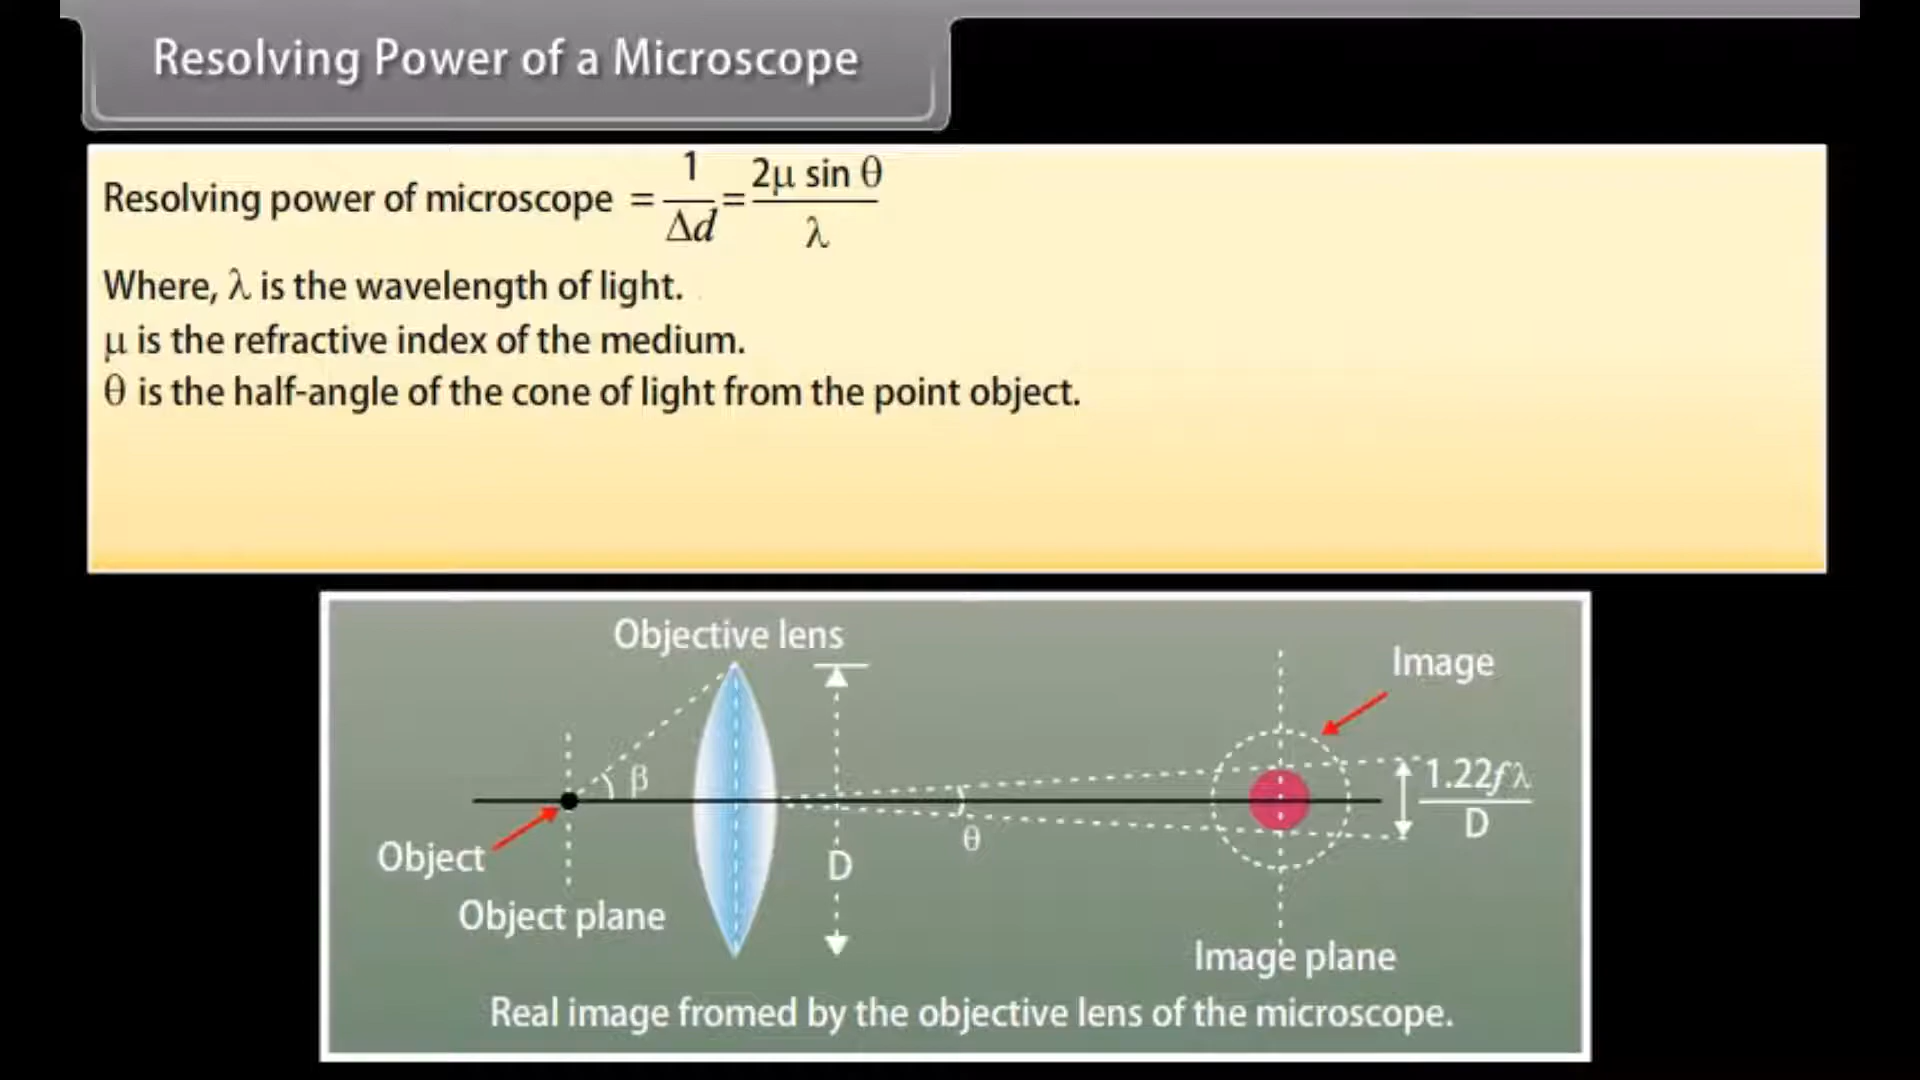 Resolving Power of a Microscope
Resolving power of microscope = 1/Δd = 2μ sin θ/λ
Where, λ is the wavelength of light.
μ is the refractive index of the medium.
θ is the half-angle of the cone of light from the point object.
Objective lens
Image
β
1.22fλ/D
θ
Object
D
Object plane
Image plane
Real image fromed by the objective lens of the microscope.